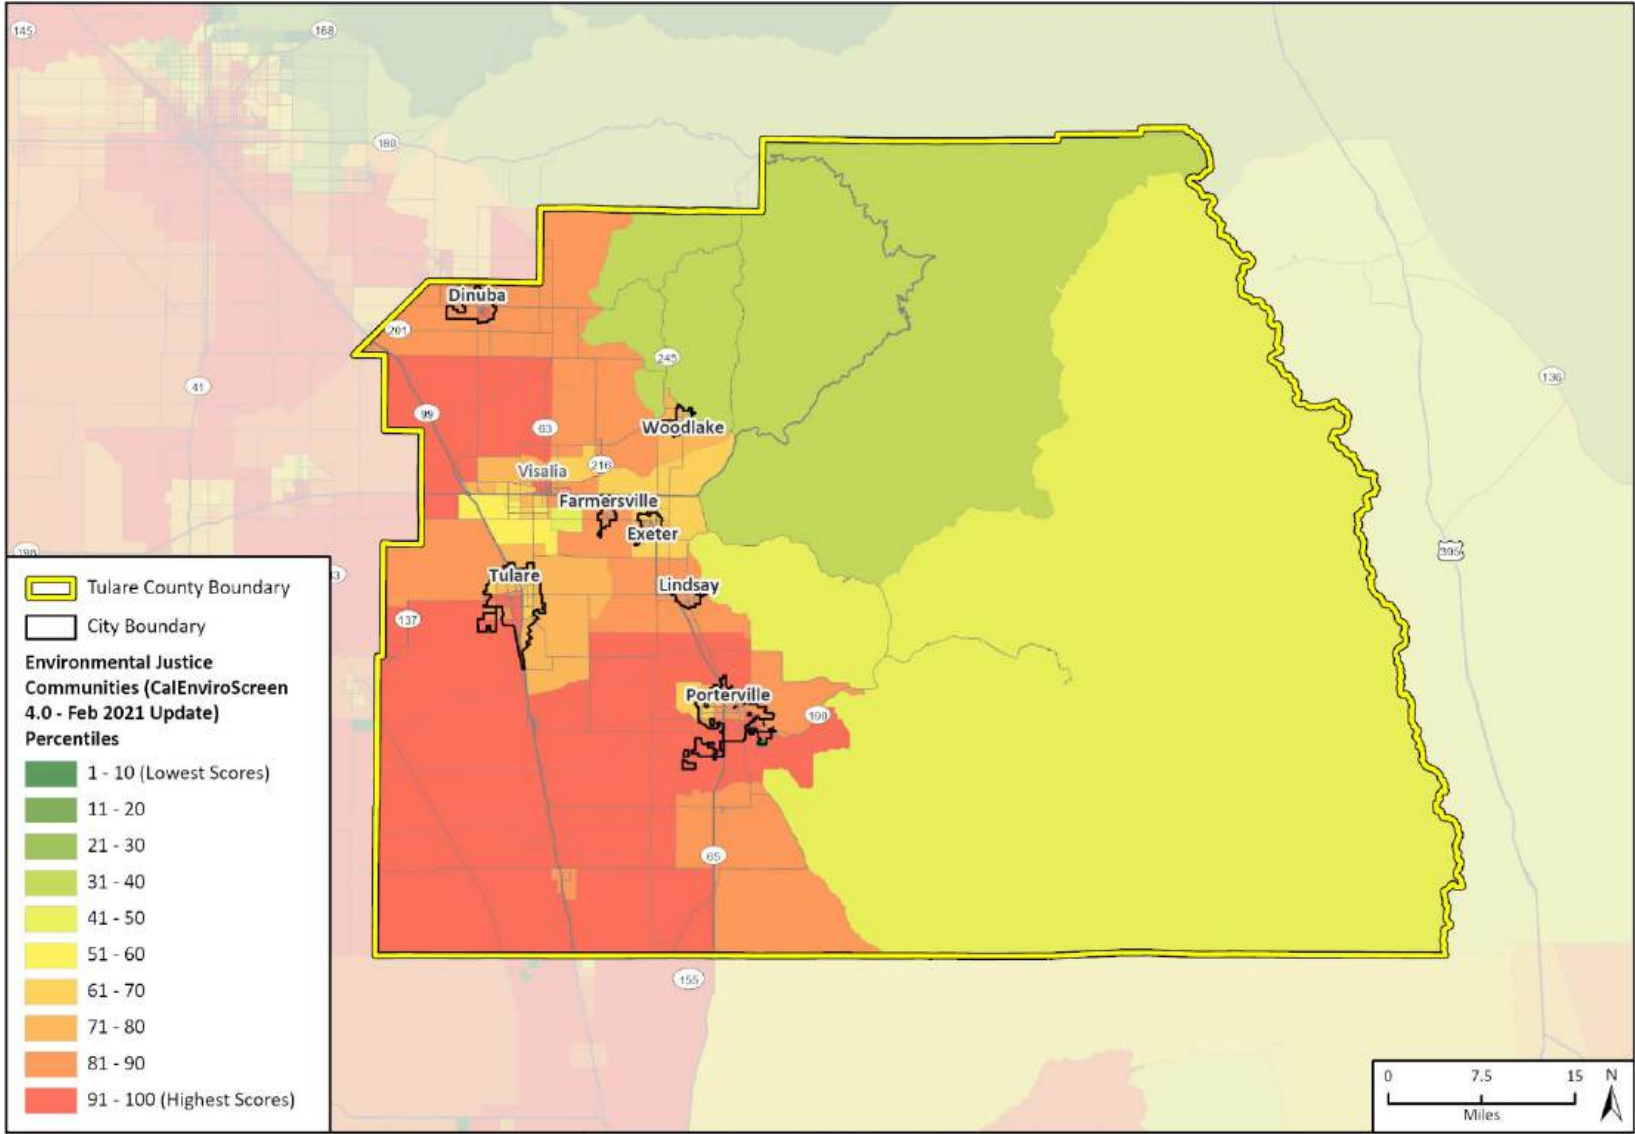 145
168
180
Dinuba
201
245
41
136
99
63
Woodlake
216
Visalia
Farmersville
Exeter
395
198
Tulare
Lindsay
137
Porterville
190
65
155
Tulare County Boundary
City Boundary
Environmental Justice
Communities (CalEnviroScreen
4.0 - Feb 2021 Update)
Percentiles
1 - 10 (Lowest Scores)
11 - 20
21 - 30
31 - 40
41 - 50
51 - 60
61 - 70
71 - 80
81 - 90
91 - 100 (Highest Scores)
0 7.5 15 N
Miles